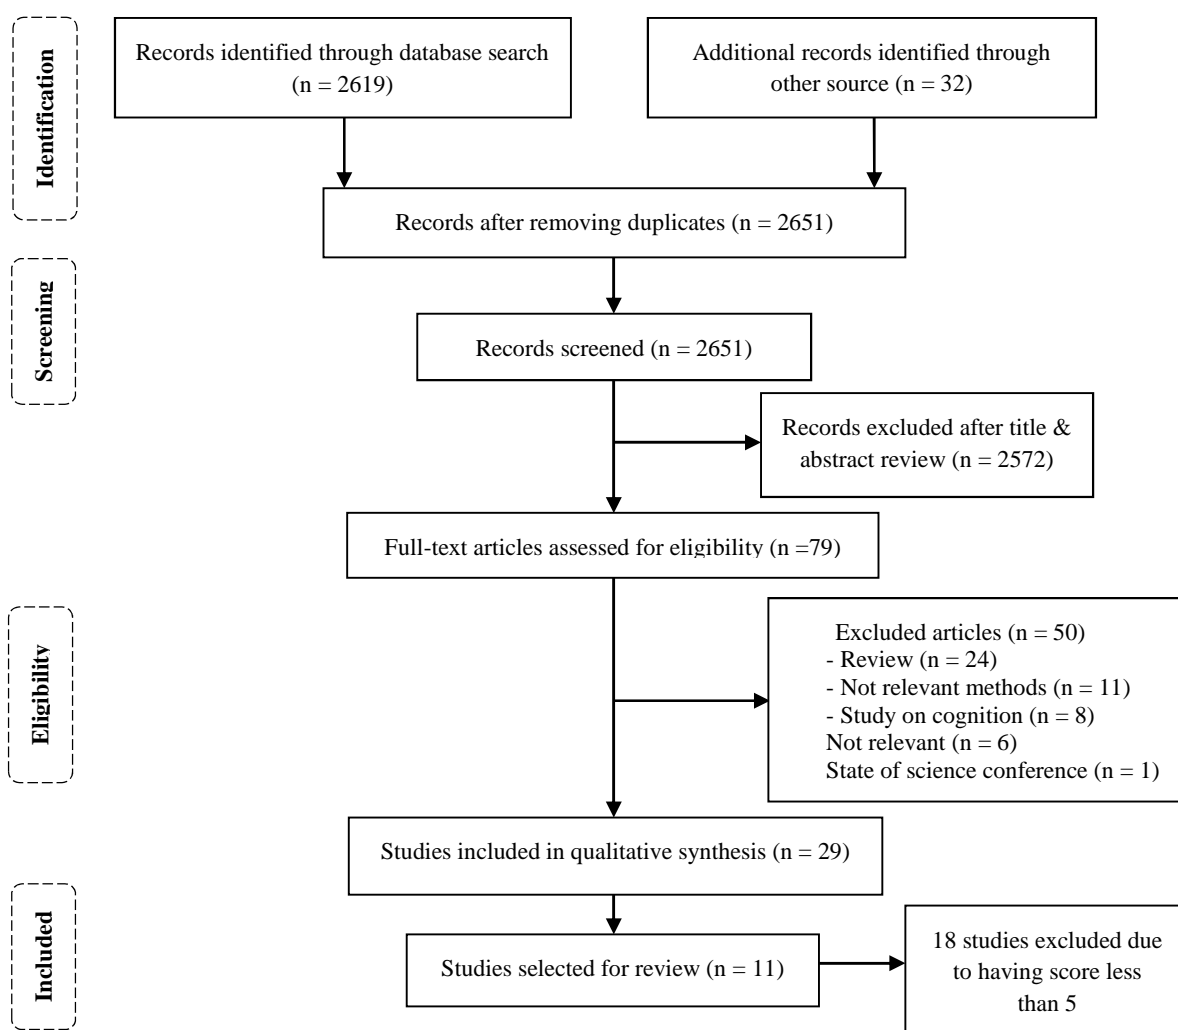 Identification
Records identified through database search
(n = 2619)
Additional records identified through
other source (n = 32)
Records after removing duplicates (n = 2651)
Screening
Records screened (n = 2651)
Records excluded after title &
abstract review (n = 2572)
Full-text articles assessed for eligibility (n =79)
Eligibility
Excluded articles (n = 50)
- Review (n = 24)
- Not relevant methods (n = 11)
- Study on cognition (n = 8)
Not relevant (n = 6)
State of science conference (n = 1)
Studies included in qualitative synthesis (n = 29)
Included
Studies selected for review (n = 11)
18 studies excluded due
to having score less
than 5